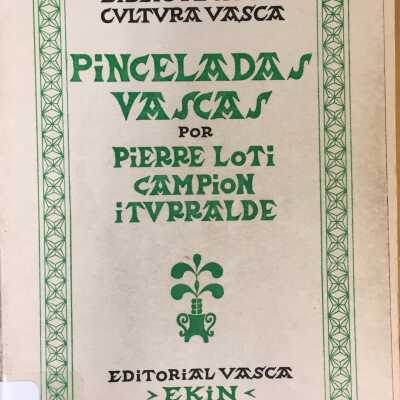 CVLTVRA VASCA
PiNCELADAS
VASCAS
POR
PiERRE LOTi
CAMPiON
iTVRRALDE
EDiTORiAL VASCA
>EKiN<